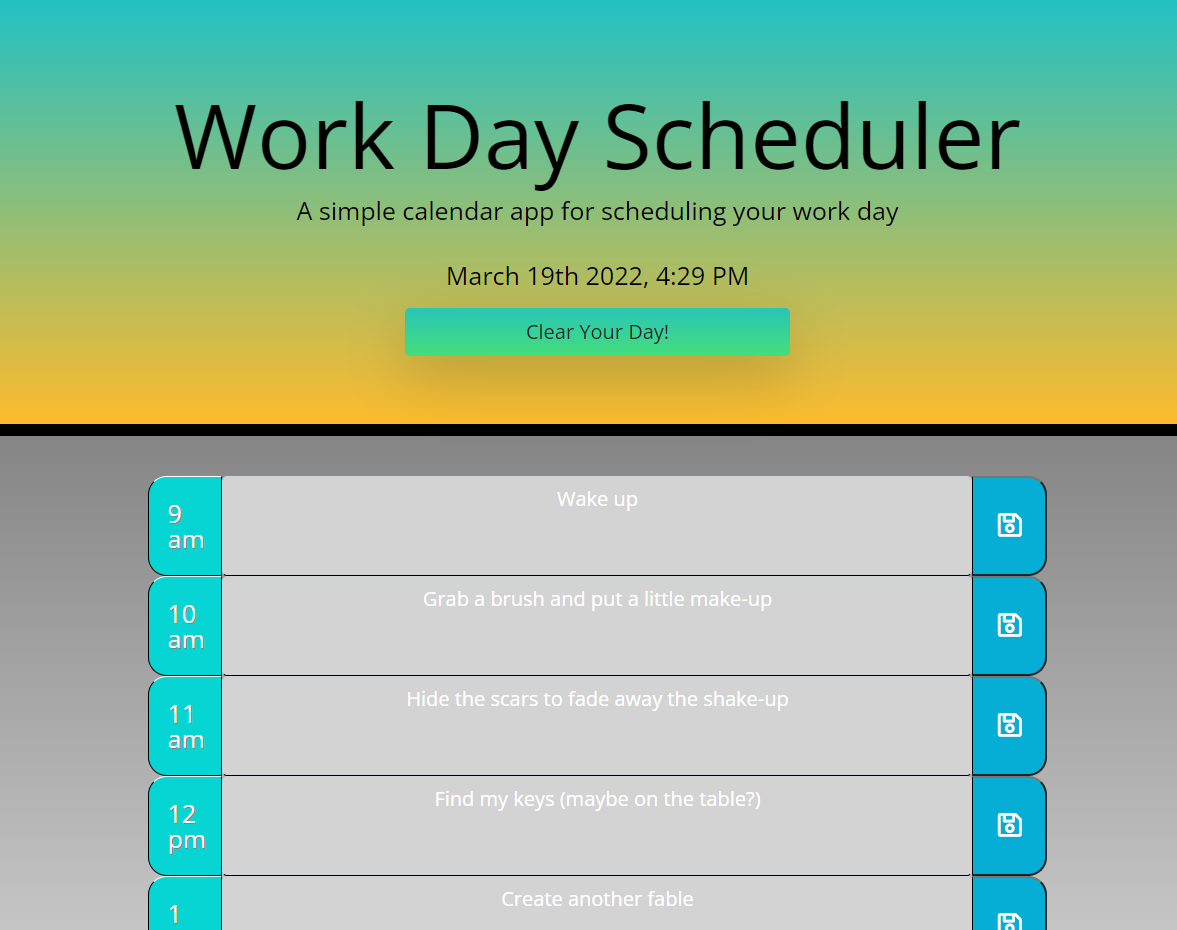 Work Day Scheduler
A simple calendar app for scheduling your work day
March 19th 2022, 4:29 PM
Clear Your Day!
9
am
Wake up
10
am
Grab a brush and put a little make-up
11
am
Hide the scars to fade away the shake-up
12
pm
Find my keys (maybe on the table?)
1
Create another fable